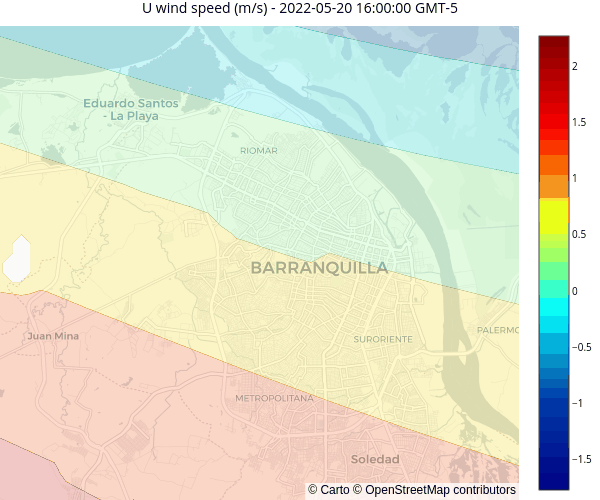 U wind speed (m/s) - 2022-05-20 16:00:00 GMT-5
Eduardo Santos
- La Playa
RIOMAR
BARRANQUILLA
SURORIENTE
PALERMO
Juan Mina
METROPOLITANA
Soledad
© Carto © OpenStreetMap contributors
2
1.5
1
0.5
0
−0.5
−1
−1.5